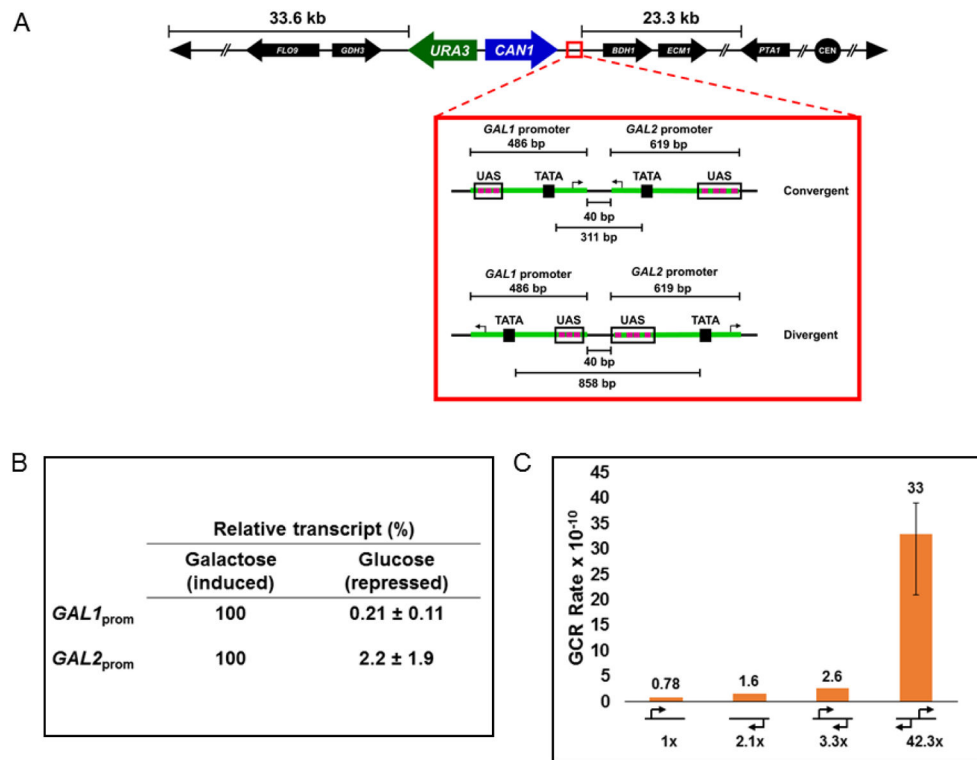 A
33.6 kb
23.3 kb
FLO9 GDH3 URA3 CAN1 BDH1 ECM1 PTA1 CEN
GAL1 promoter GAL2 promoter
486 bp 619 bp
UAS TATA TATA UAS
Convergent
40 bp
311 bp
GAL1 promoter GAL2 promoter
486 bp 619 bp
TATA UAS UAS TATA
Divergent
40 bp
858 bp
B
Relative transcript (%)
Galactose Glucose
(induced) (repressed)
GAL1prom 100 0.21 ± 0.11
GAL2prom 100 2.2 ± 1.9
C
GCR Rate x 10-10
45
40
35
30
25
20
15
10
5
0
0.78 1.6 2.6 33
1x 2.1x 3.3x 42.3x